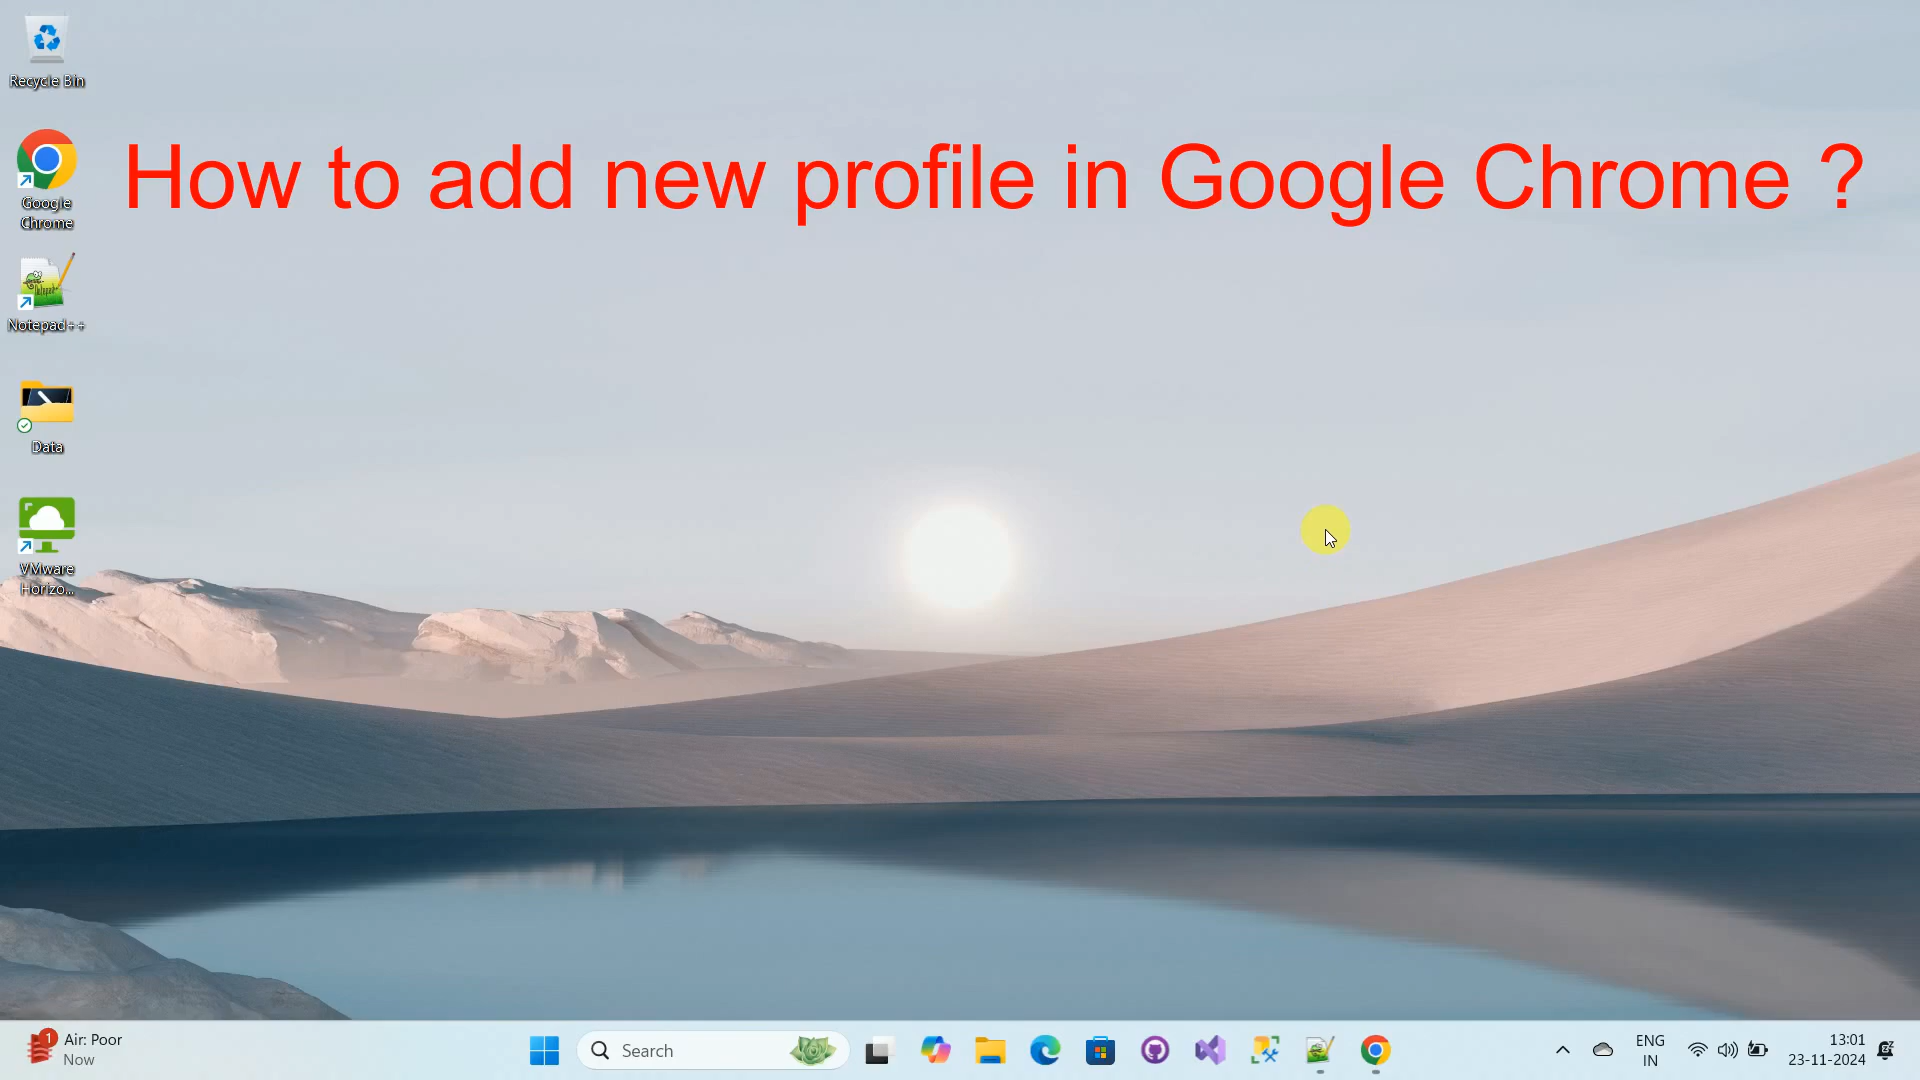 Recycle Bin
How to add new profile in Google Chrome ?
Google
Chrome
Notepad++
Data
VMware
Horizo...
1
Air: Poor
Now
Search
ENG
IN
13:01
23-11-2024